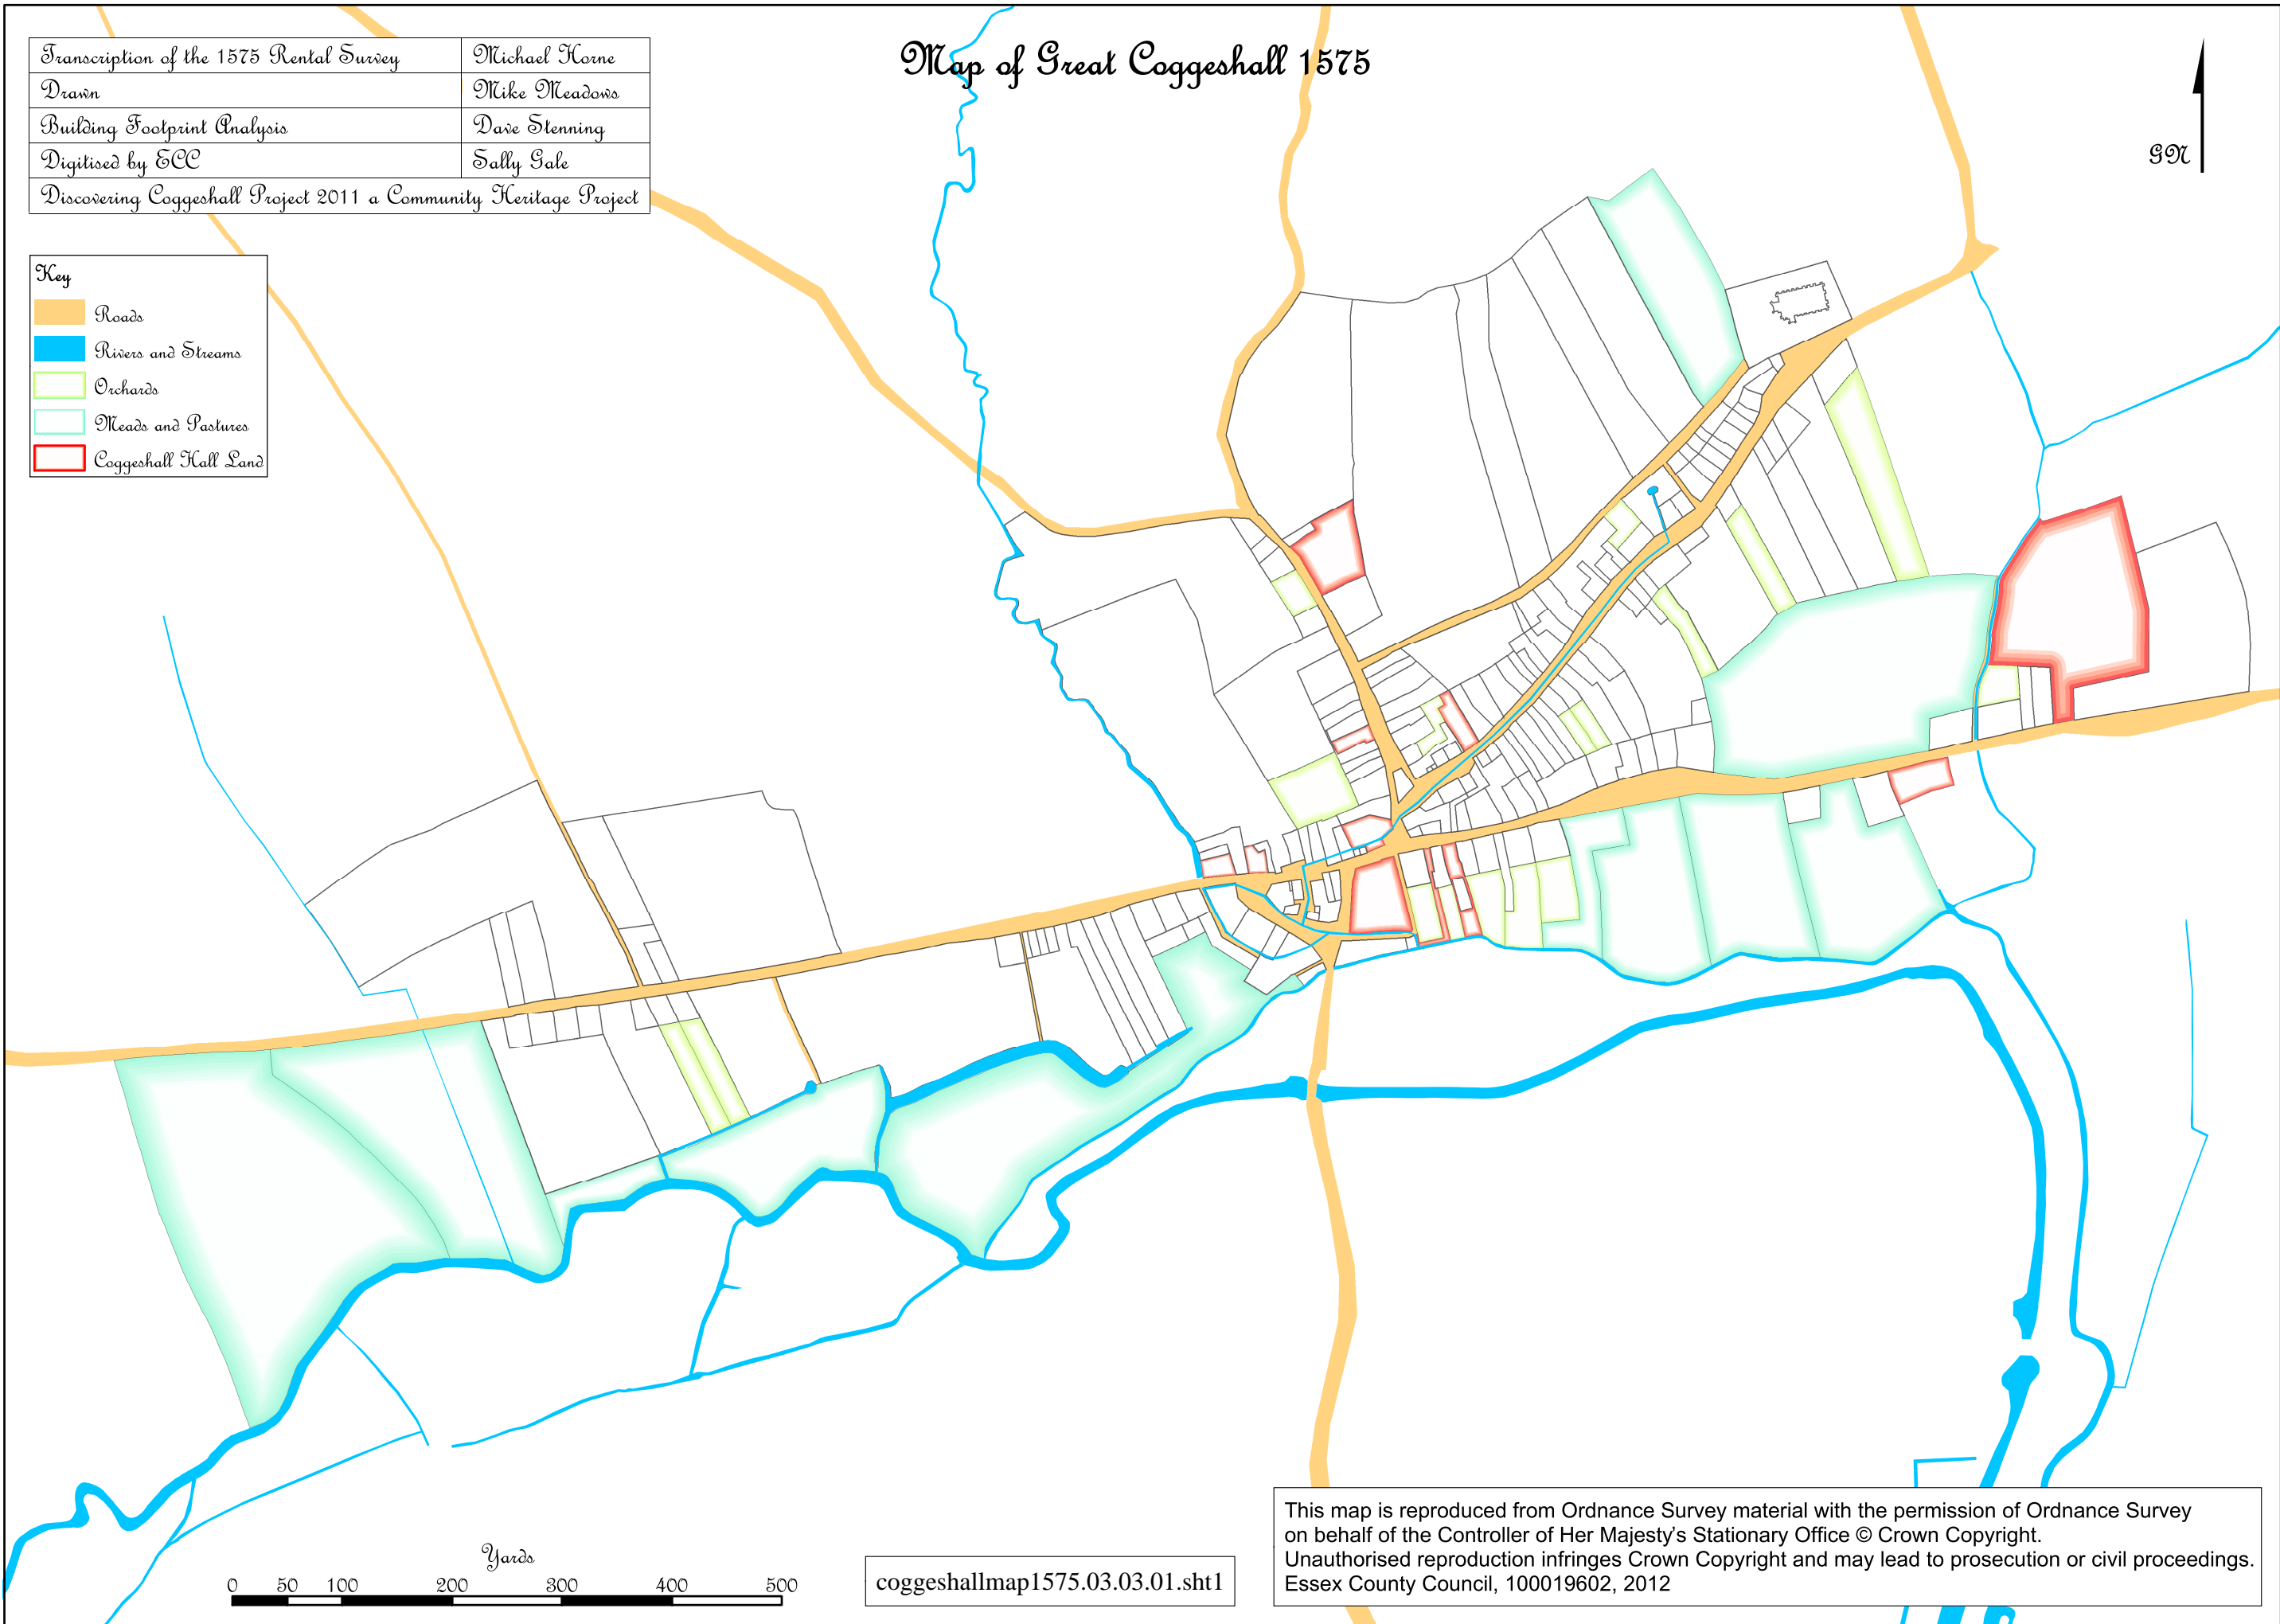 Map of Great Coggeshall 1575
Transcription of the 1575 Rental Survey Michael Horne
Drawn Mike Meadows
Building Footprint Analysis Dave Stenning
Digitised by ECC Sally Gale
Discovering Coggeshall Project 2011 a Community Heritage Project
GN
Key
Roads
Rivers and Streams
Orchards
Meads and Pastures
Coggeshall Hall Land
Yards
0 50 100 200 300 400 500
coggeshallmap1575.03.03.01.sht1
This map is reproduced from Ordnance Survey material with the permission of Ordnance Survey
on behalf of the Controller of Her Majesty's Stationary Office © Crown Copyright.
Unauthorised reproduction infringes Crown Copyright and may lead to prosecution or civil proceedings.
Essex County Council, 100019602, 2012